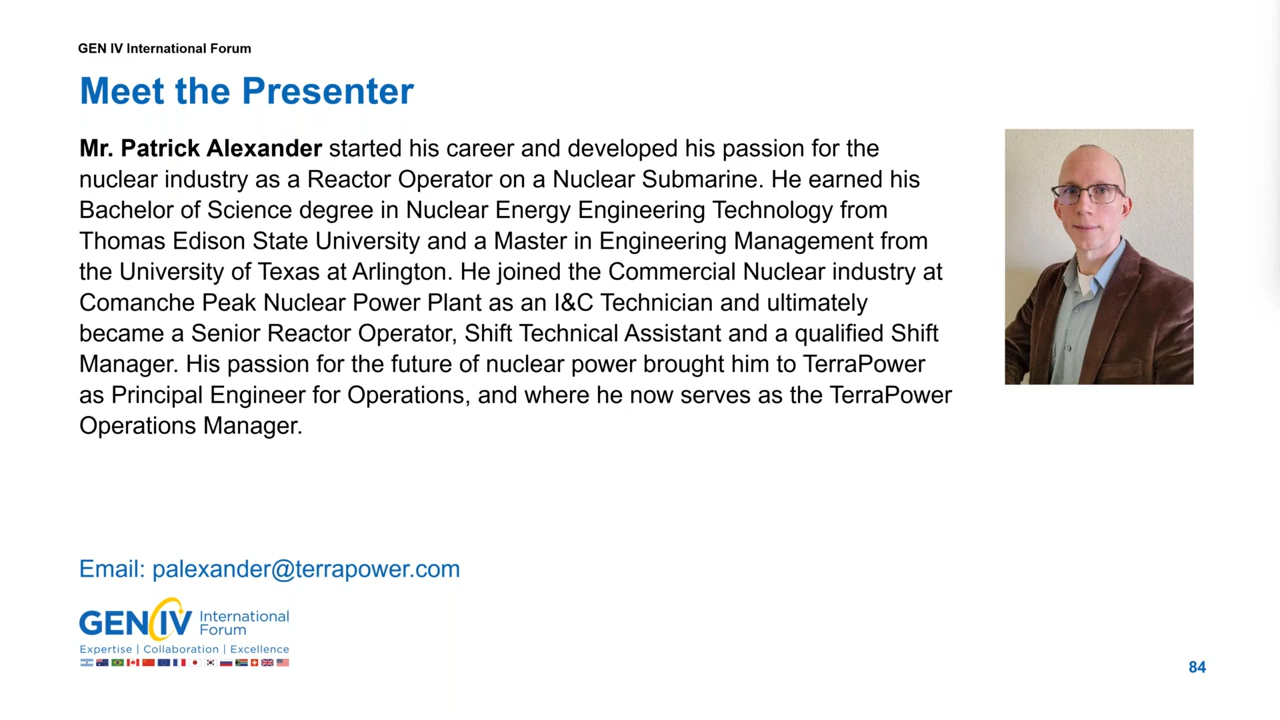 GEN IV International Forum
Meet the Presenter
Mr. Patrick Alexander started his career and developed his passion for the
nuclear industry as a Reactor Operator on a Nuclear Submarine. He earned his
Bachelor of Science degree in Nuclear Energy Engineering Technology from
Thomas Edison State University and a Master in Engineering Management from
the University of Texas at Arlington. He joined the Commercial Nuclear industry at
Comanche Peak Nuclear Power Plant as an I&C Technician and ultimately
became a Senior Reactor Operator, Shift Technical Assistant and a qualified Shift
Manager. His passion for the future of nuclear power brought him to TerraPower
as Principal Engineer for Operations, and where he now serves as the TerraPower
Operations Manager.
Email: palexander@terrapower.com
GEN IV International
Forum
Expertise | Collaboration | Excellence
84